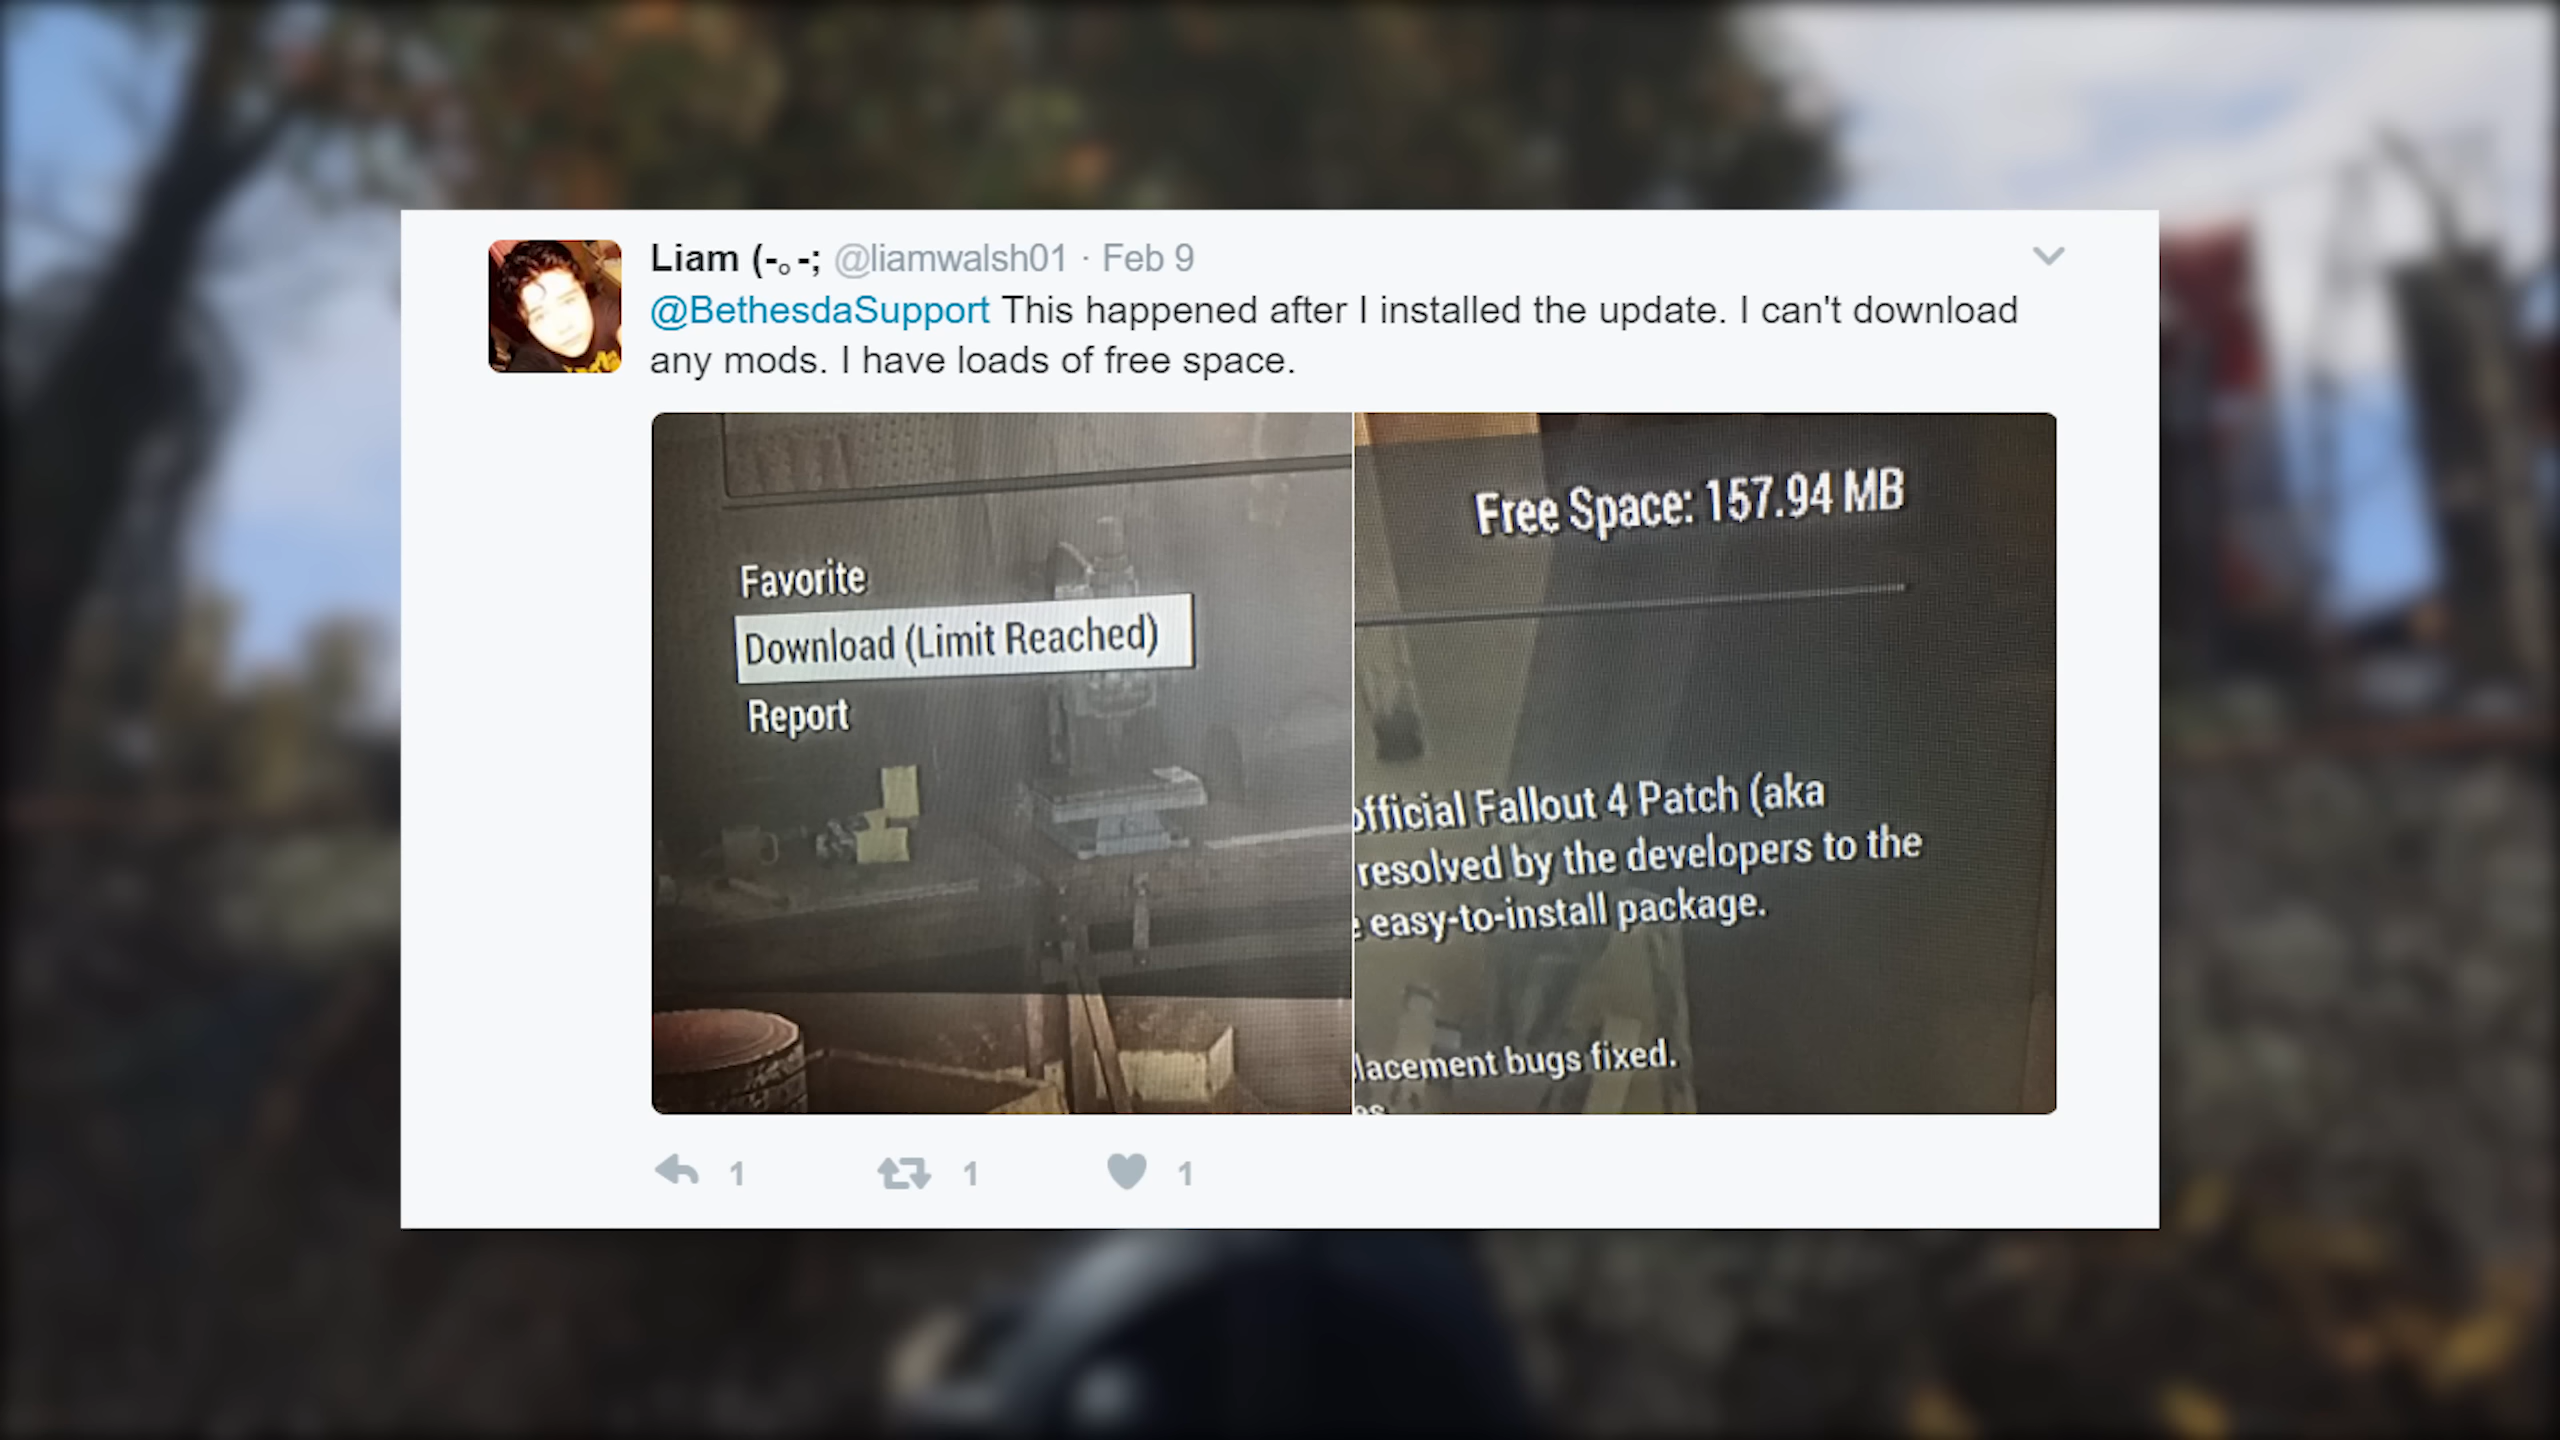 Liam (-｡-; @liamwalsh01 · Feb 9
@BethesdaSupport This happened after I installed the update. I can't download
any mods. I have loads of free space.
Favorite
Download (Limit Reached)
Report
Free Space: 157.94 MB
official Fallout 4 Patch (aka
resolved by the developers to the
e easy-to-install package.
lacement bugs fixed.
es
1 1 1